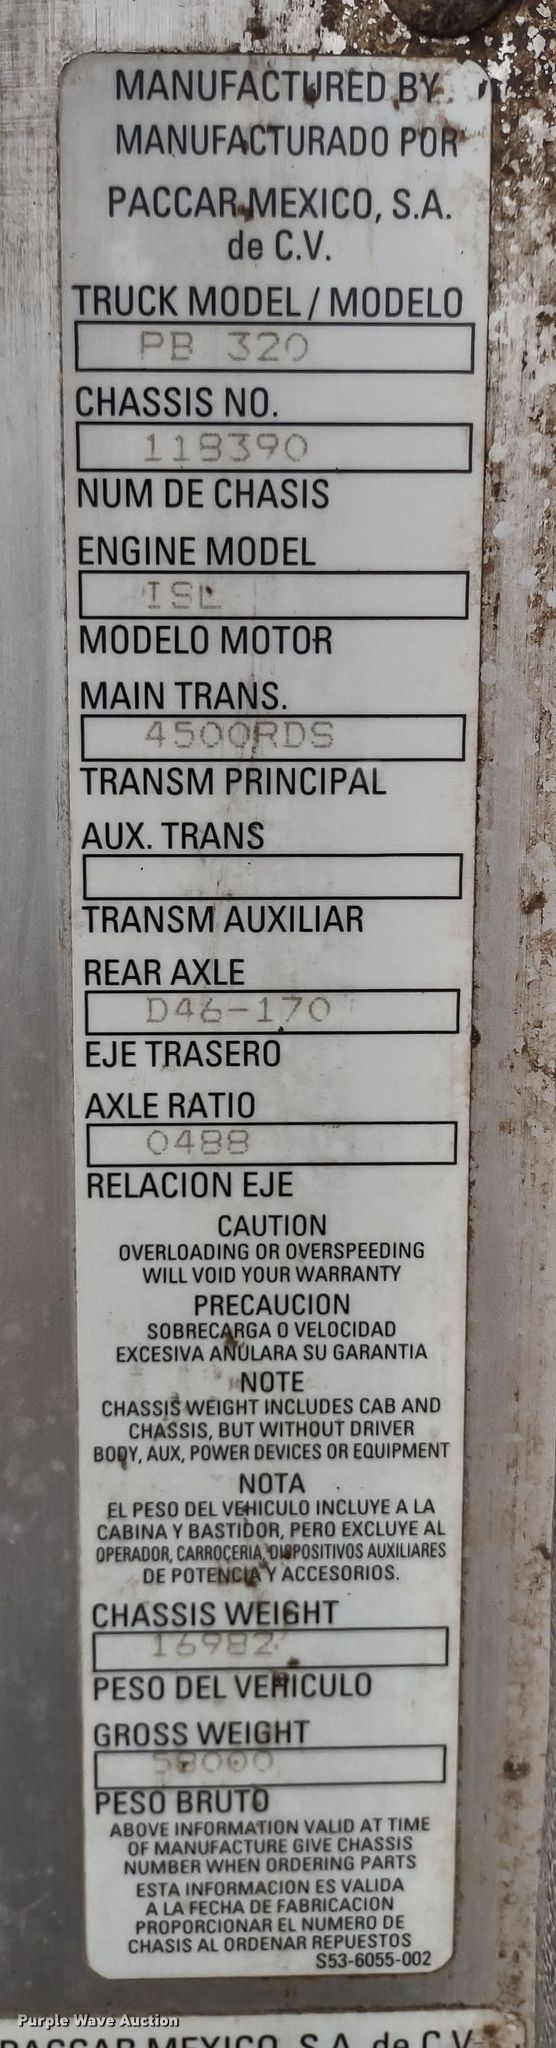 MANUFACTURED BY
MANUFACTURADO POR
PACCAR MEXICO, S.A.
de C.V.
TRUCK MODEL / MODELO
PB 320
CHASSIS NO.
118390
NUM DE CHASIS
ENGINE MODEL
ISL
MODELO MOTOR
MAIN TRANS.
4500RDS
TRANSM PRINCIPAL
AUX. TRANS
TRANSM AUXILIAR
REAR AXLE
D46-170
EJE TRASERO
AXLE RATIO
0488
RELACION EJE
CAUTION
OVERLOADING OR OVERSPEEDING
WILL VOID YOUR WARRANTY
PRECAUCION
SOBRECARGA O VELOCIDAD
EXCESIVA ANULARA SU GARANTIA
NOTE
CHASSIS WEIGHT INCLUDES CAB AND
CHASSIS, BUT WITHOUT DRIVER
BODY, AUX, POWER DEVICES OR EQUIPMENT
NOTA
EL PESO DEL VEHICULO INCLUYE A LA
CABINA Y BASTIDOR, PERO EXCLUYE AL
OPERADOR, CARROCERIA, DISPOSITIVOS AUXILIARES
DE POTENCIA Y ACCESORIOS.
CHASSIS WEIGHT
16982
PESO DEL VEHICULO
GROSS WEIGHT
58000
PESO BRUTO
ABOVE INFORMATION VALID AT TIME
OF MANUFACTURE GIVE CHASSIS
NUMBER WHEN ORDERING PARTS
ESTA INFORMACION ES VALIDA
A LA FECHA DE FABRICACION
PROPORCIONAR EL NUMERO DE
CHASIS AL ORDENAR REPUESTOS
S53-6055-002
Purple Wave Auction
PACCAR MEXICO, S.A. de C.V.